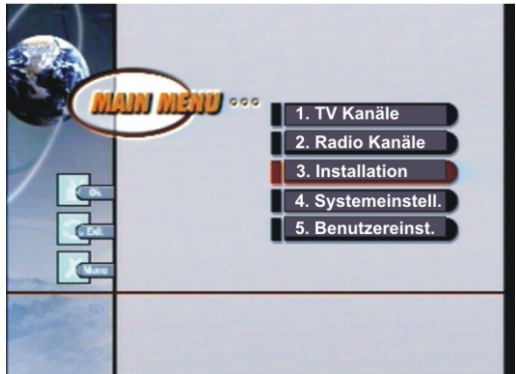 MAIN MENU
1. TV Kanäle
2. Radio Kanäle
3. Installation
4. Systemeinstell.
5. Benutzereinst.
Ok
Exit
Menu